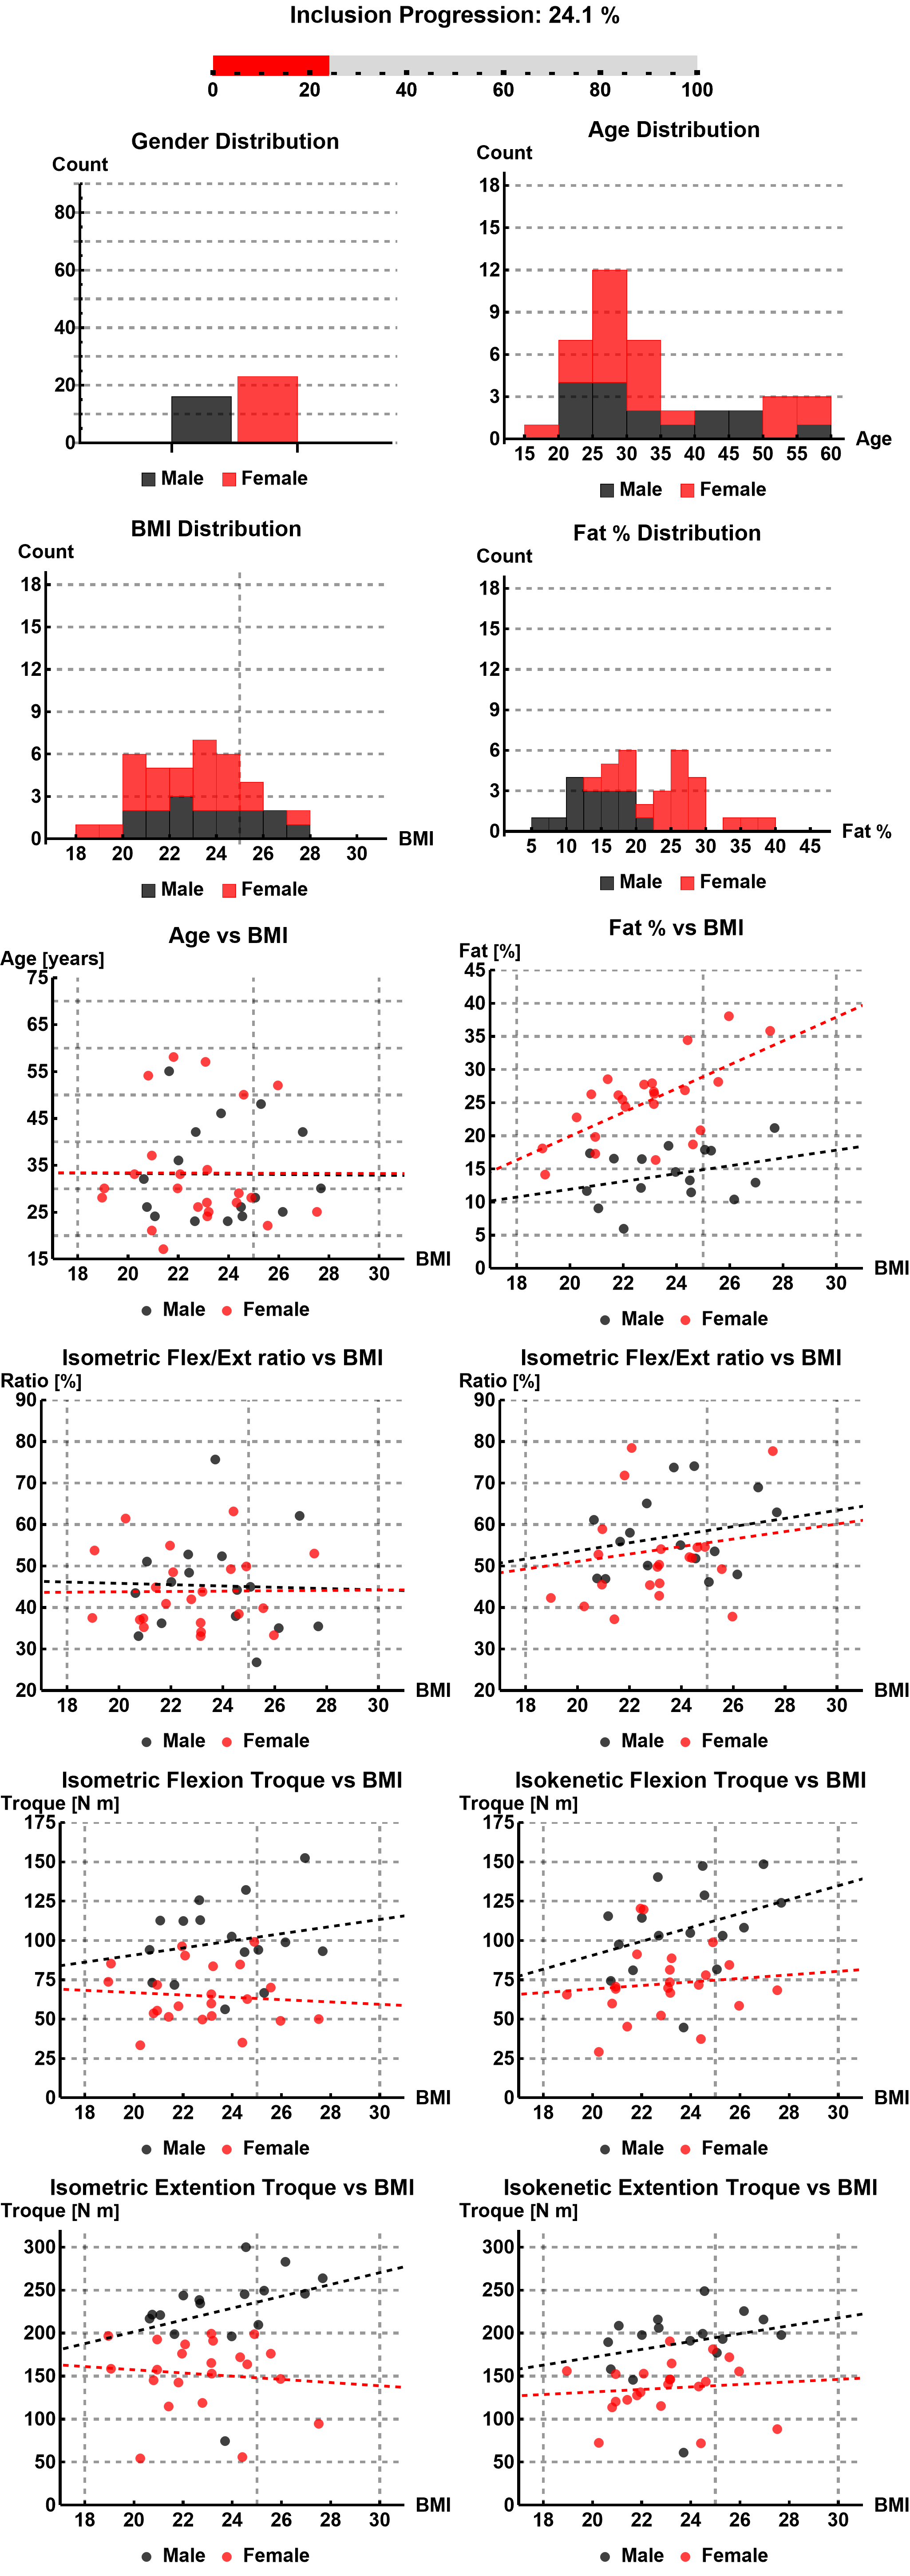 Inclusion Progression: 24.1 %
0 20 40 60 80 100
Gender Distribution
Count
80
60
40
20
0
Male Female
Age Distribution
Count
18
15
12
9
6
3
0
15 20 25 30 35 40 45 50 55 60 Age
Male Female
BMI Distribution
Count
18
15
12
9
6
3
0
18 20 22 24 26 28 30 BMI
Male Female
Fat % Distribution
Count
18
15
12
9
6
3
0
5 10 15 20 25 30 35 40 45 Fat %
Male Female
Age vs BMI
Age [years]
75
65
55
45
35
25
15
18 20 22 24 26 28 30 BMI
Male Female
Fat % vs BMI
Fat [%]
45
40
35
30
25
20
15
10
5
0
18 20 22 24 26 28 30 BMI
Male Female
Isometric Flex/Ext ratio vs BMI
Ratio [%]
90
80
70
60
50
40
30
20
18 20 22 24 26 28 30 BMI
Male Female
Isometric Flex/Ext ratio vs BMI
Ratio [%]
90
80
70
60
50
40
30
20
18 20 22 24 26 28 30 BMI
Male Female
Isometric Flexion Troque vs BMI
Troque [N m]
175
150
125
100
75
50
25
0
18 20 22 24 26 28 30 BMI
Male Female
Isokenetic Flexion Troque vs BMI
Troque [N m]
175
150
125
100
75
50
25
0
18 20 22 24 26 28 30 BMI
Male Female
Isometric Extention Troque vs BMI
Troque [N m]
300
250
200
150
100
50
0
18 20 22 24 26 28 30 BMI
Male Female
Isokenetic Extention Troque vs BMI
Troque [N m]
300
250
200
150
100
50
0
18 20 22 24 26 28 30 BMI
Male Female